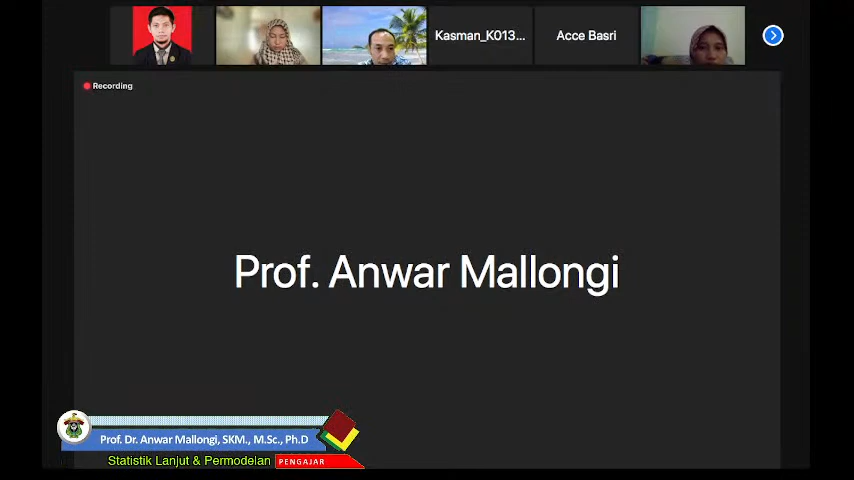 Kasman_K013...
Acce Basri
Recording
Prof. Anwar Mallongi
Prof. Dr. Anwar Mallongi, SKM., M.Sc., Ph.D
Statistik Lanjut & Permodelan
PENGAJAR